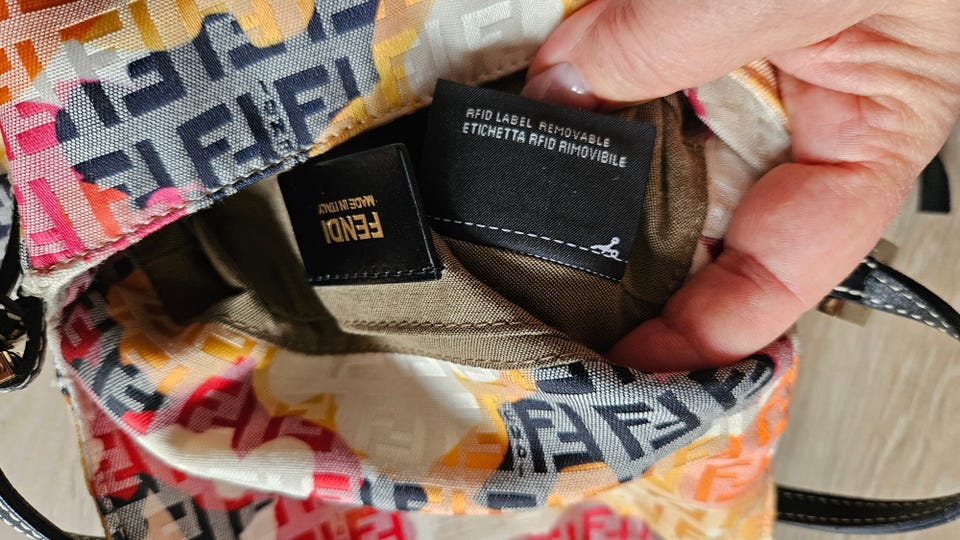 RFID LABEL REMOVABLE
ETICHETTA RFID RIMOVIBILE
FENDI
MADE IN ITALY